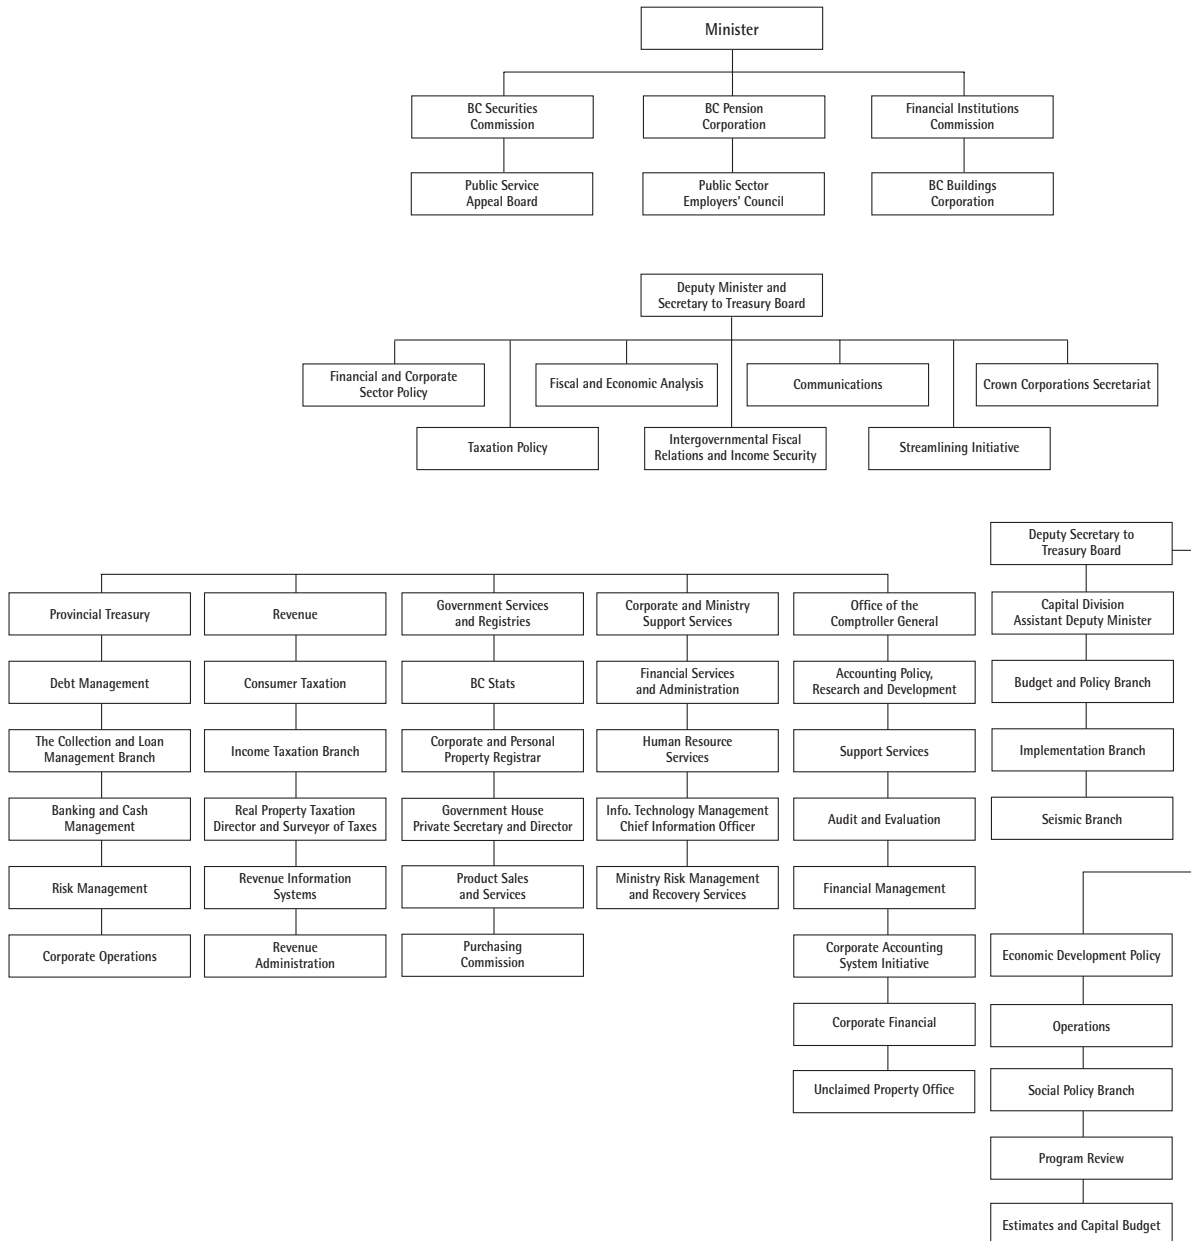 Minister
BC Securities
Commission
BC Pension
Corporation
Financial Institutions
Commission
Public Service
Appeal Board
Public Sector
Employers' Council
BC Buildings
Corporation
Deputy Minister and
Secretary to Treasury Board
Financial and Corporate
Sector Policy
Fiscal and Economic Analysis
Communications
Crown Corporations Secretariat
Taxation Policy
Intergovernmental Fiscal
Relations and Income Security
Streamlining Initiative
Deputy Secretary to
Treasury Board
Provincial Treasury
Debt Management
The Collection and Loan
Management Branch
Banking and Cash
Management
Risk Management
Corporate Operations
Revenue
Consumer Taxation
Income Taxation Branch
Real Property Taxation
Director and Surveyor of Taxes
Revenue Information
Systems
Revenue
Administration
Government Services
and Registries
BC Stats
Corporate and Personal
Property Registrar
Government House
Private Secretary and Director
Product Sales
and Services
Purchasing
Commission
Corporate and Ministry
Support Services
Financial Services
and Administration
Human Resource
Services
Info. Technology Management
Chief Information Officer
Ministry Risk Management
and Recovery Services
Office of the
Comptroller General
Accounting Policy,
Research and Development
Support Services
Audit and Evaluation
Financial Management
Corporate Accounting
System Initiative
Corporate Financial
Unclaimed Property Office
Capital Division
Assistant Deputy Minister
Budget and Policy Branch
Implementation Branch
Seismic Branch
Economic Development Policy
Operations
Social Policy Branch
Program Review
Estimates and Capital Budget